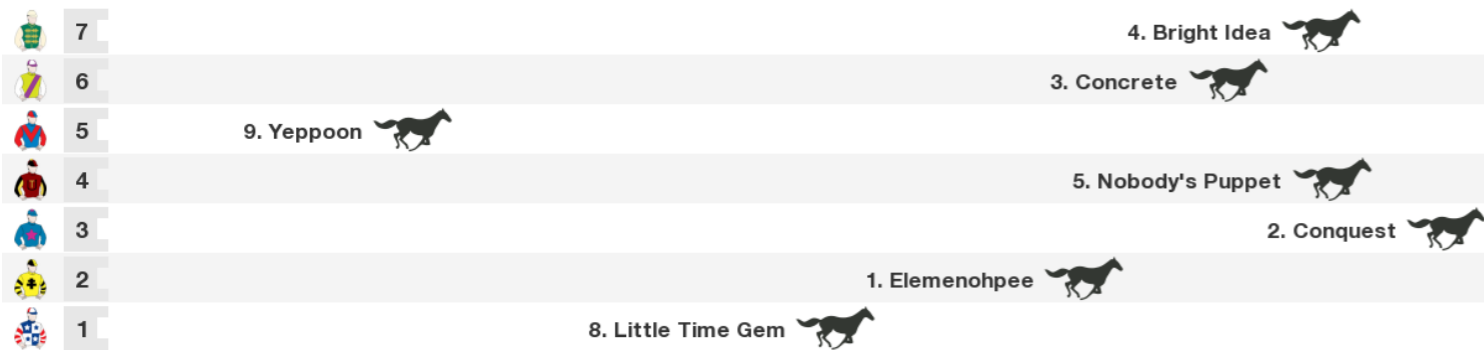 7 4. Bright Idea
6 3. Concrete
5 9. Yeppoon
4 5. Nobody's Puppet
3 2. Conquest
2 1. Elemenohpee
1 8. Little Time Gem